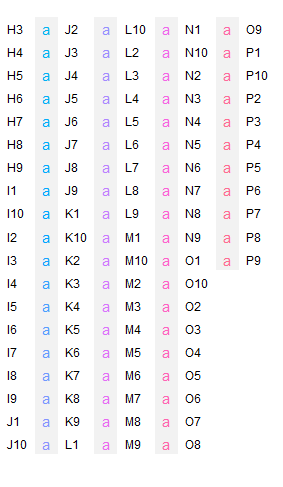 H3 a J2 a L10 a N1 a O9
H4 a J3 a L2 a N10 a P1
H5 a J4 a L3 a N2 a P10
H6 a J5 a L4 a N3 a P2
H7 a J6 a L5 a N4 a P3
H8 a J7 a L6 a N5 a P4
H9 a J8 a L7 a N6 a P5
I1 a J9 a L8 a N7 a P6
I10 a K1 a L9 a N8 a P7
I2 a K10 a M1 a N9 a P8
I3 a K2 a M10 a O1 a P9
I4 a K3 a M2 a O10
I5 a K4 a M3 a O2
I6 a K5 a M4 a O3
I7 a K6 a M5 a O4
I8 a K7 a M6 a O5
I9 a K8 a M7 a O6
J1 a K9 a M8 a O7
J10 a L1 a M9 a O8